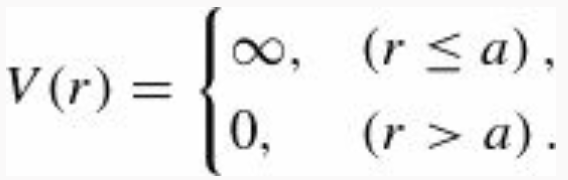 V(r) = { ∞, (r ≤ a),
0, (r > a).